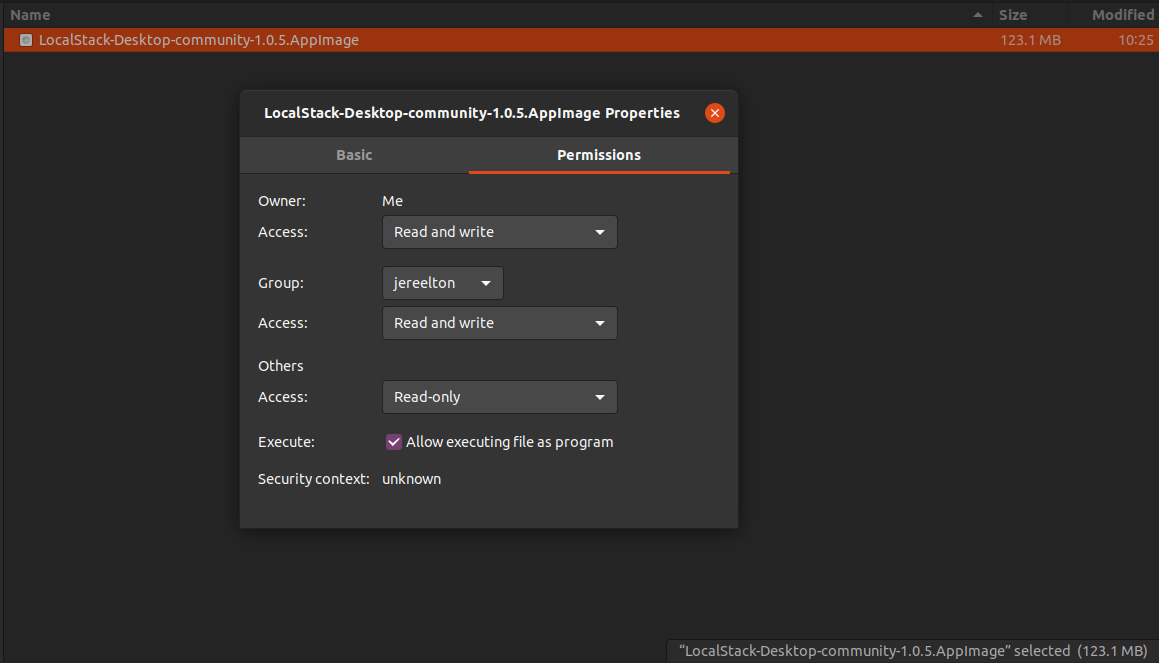 Name Size Modified
LocalStack-Desktop-community-1.0.5.AppImage 123.1 MB 10:25
LocalStack-Desktop-community-1.0.5.AppImage Properties
Basic Permissions
Owner: Me
Access: Read and write
Group: jereelton
Access: Read and write
Others
Access: Read-only
Execute: Allow executing file as program
Security context: unknown
“LocalStack-Desktop-community-1.0.5.AppImage” selected (123.1 MB)